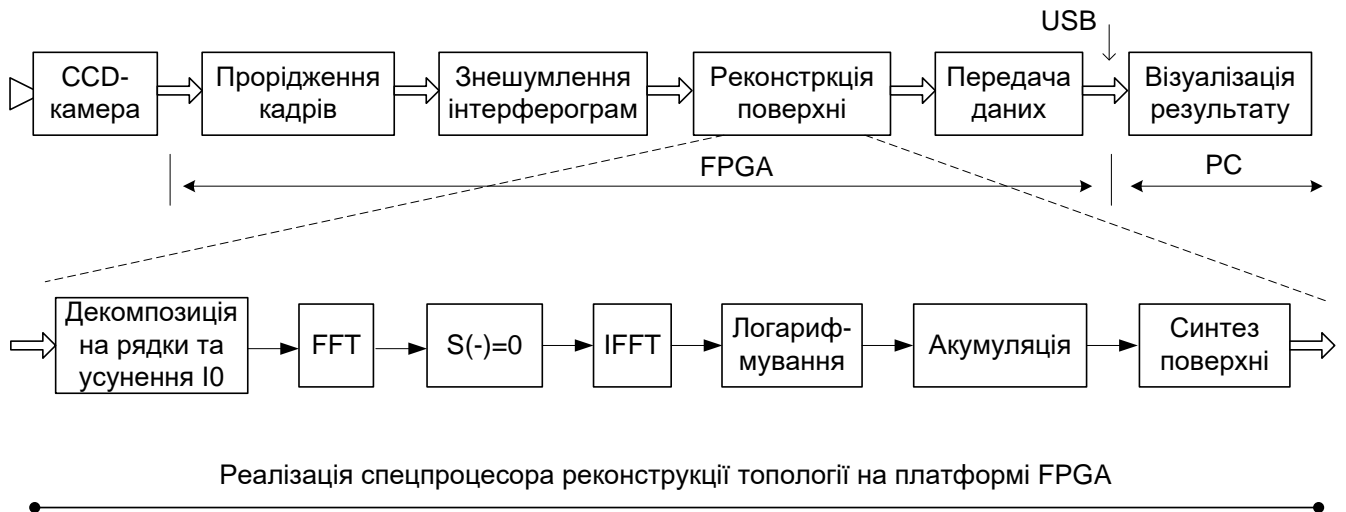 USB
CCD-
камера
Прорідження
кадрів
Знешумлення
інтерферограм
Реконстркція
поверхні
Передача
даних
Візуалізація
результату
FPGA
PC
Декомпозиція
на рядки та
усунення I0
FFT
S(-)=0
IFFT
Логариф-
мування
Акумуляція
Синтез
поверхні
Реалізація спецпроцесора реконструкції топології на платформі FPGA